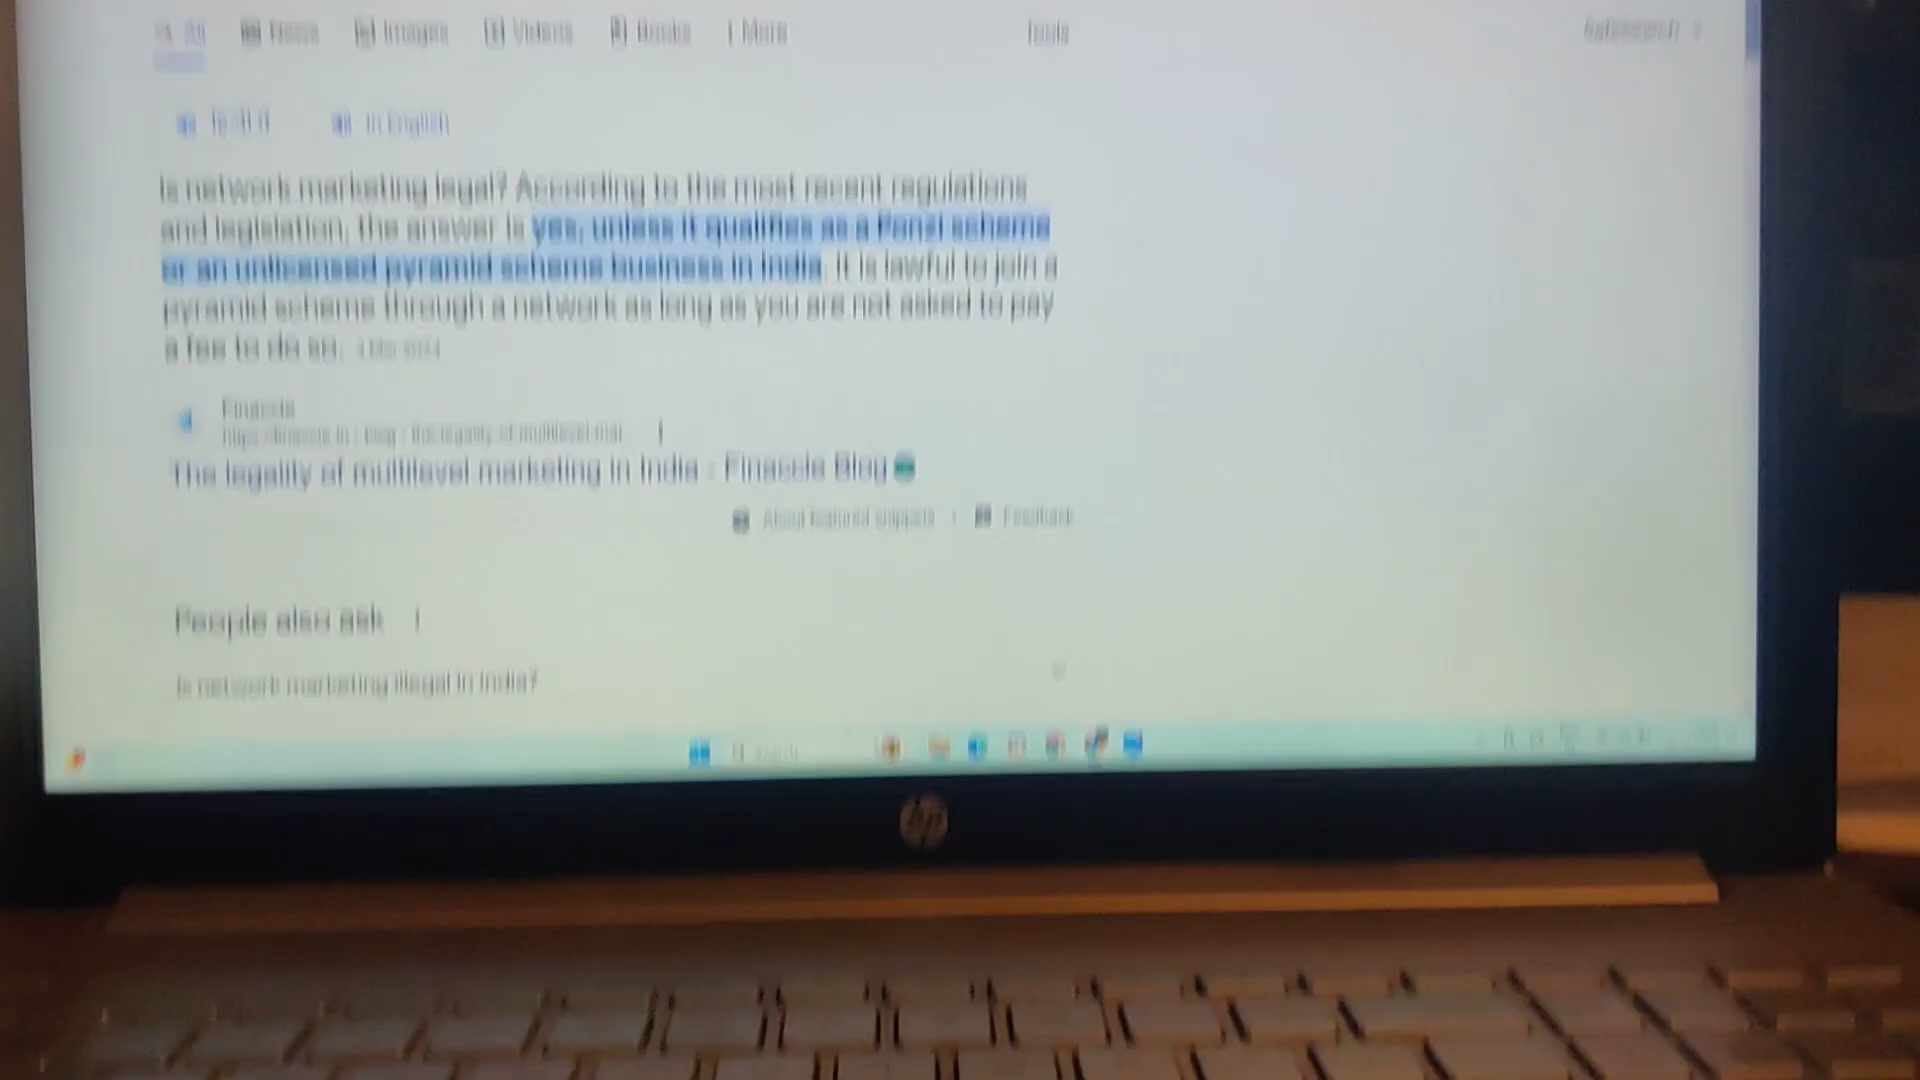 All News Images Videos Books More Tools SafeSearch
In English
Is network marketing legal? According to the most recent regulations
and legislation, the answer is yes, unless it qualifies as a Ponzi scheme
or an unlicensed pyramid scheme business in India. It is lawful to join a
pyramid scheme through a network as long as you are not asked to pay
a fee to do so.
Finaccle
The legality of multilevel marketing in India - Finaccle Blog
About featured snippets Feedback
People also ask
Is network marketing illegal in India?
Search
hp